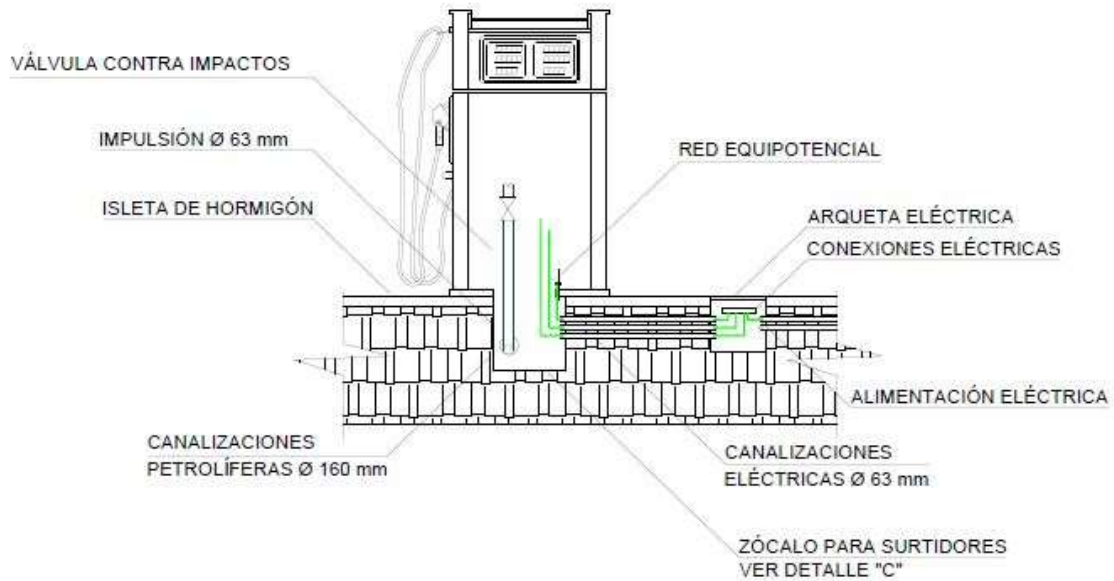 VÁLVULA CONTRA IMPACTOS
IMPULSIÓN Ø 63 mm
RED EQUIPOTENCIAL
ISLETA DE HORMIGÓN
ARQUETA ELÉCTRICA
CONEXIONES ELÉCTRICAS
ALIMENTACIÓN ELÉCTRICA
CANALIZACIONES
PETROLÍFERAS Ø 160 mm
CANALIZACIONES
ELÉCTRICAS Ø 63 mm
ZÓCALO PARA SURTIDORES
VER DETALLE "C"